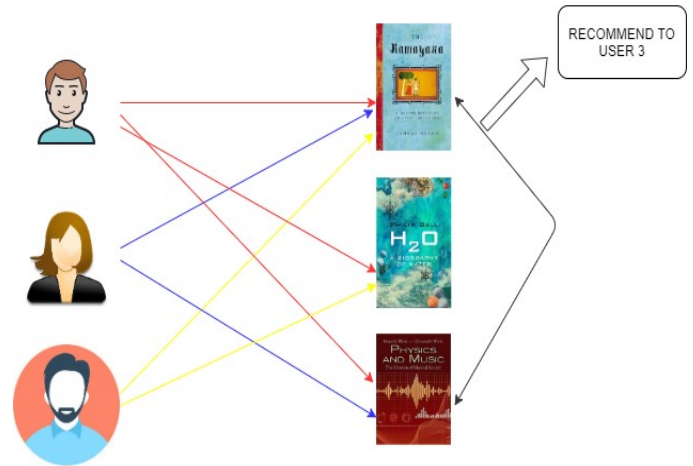 RECOMMEND TO
USER 3
THE
Ramayana
PHILIP BALL
H2O
A BIOGRAPHY
OF WATER
PHYSICS
AND MUSIC
The Science of Musical Sound